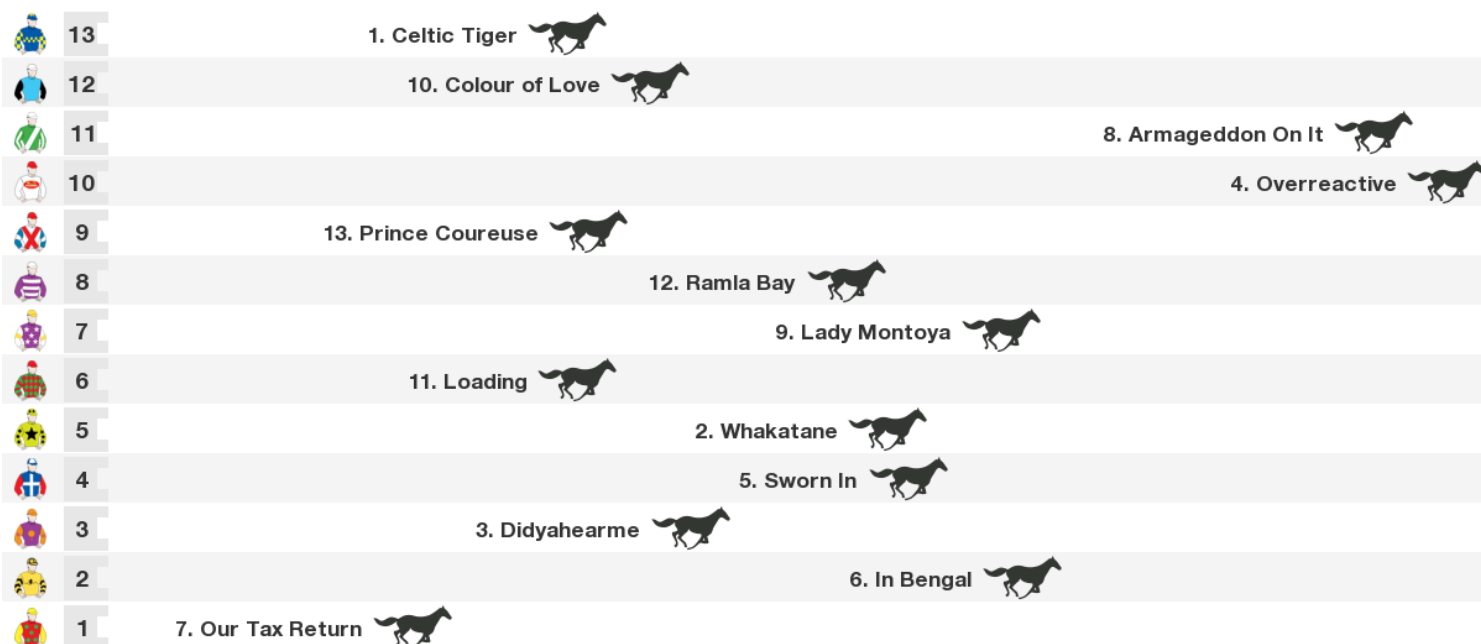 13 1. Celtic Tiger
12 10. Colour of Love
11 8. Armageddon On It
10 4. Overreactive
9 13. Prince Coureuse
8 12. Ramla Bay
7 9. Lady Montoya
6 11. Loading
5 2. Whakatane
4 5. Sworn In
3 3. Didyahearme
2 6. In Bengal
1 7. Our Tax Return